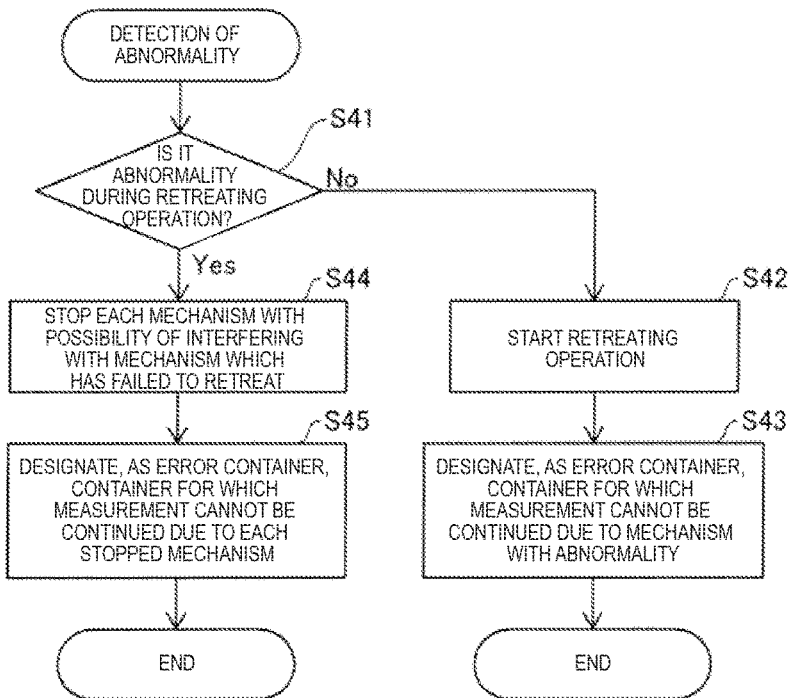 DETECTION OF
ABNORMALITY
S41
IS IT
ABNORMALITY
DURING RETREATING
OPERATION?
No
Yes
S44
STOP EACH MECHANISM WITH
POSSIBILITY OF INTERFERING
WITH MECHANISM WHICH
HAS FAILED TO RETREAT
S42
START RETREATING
OPERATION
S45
DESIGNATE, AS ERROR CONTAINER,
CONTAINER FOR WHICH
MEASUREMENT CANNOT BE
CONTINUED DUE TO EACH
STOPPED MECHANISM
S43
DESIGNATE, AS ERROR CONTAINER,
CONTAINER FOR WHICH
MEASUREMENT CANNOT BE
CONTINUED DUE TO MECHANISM
WITH ABNORMALITY
END
END